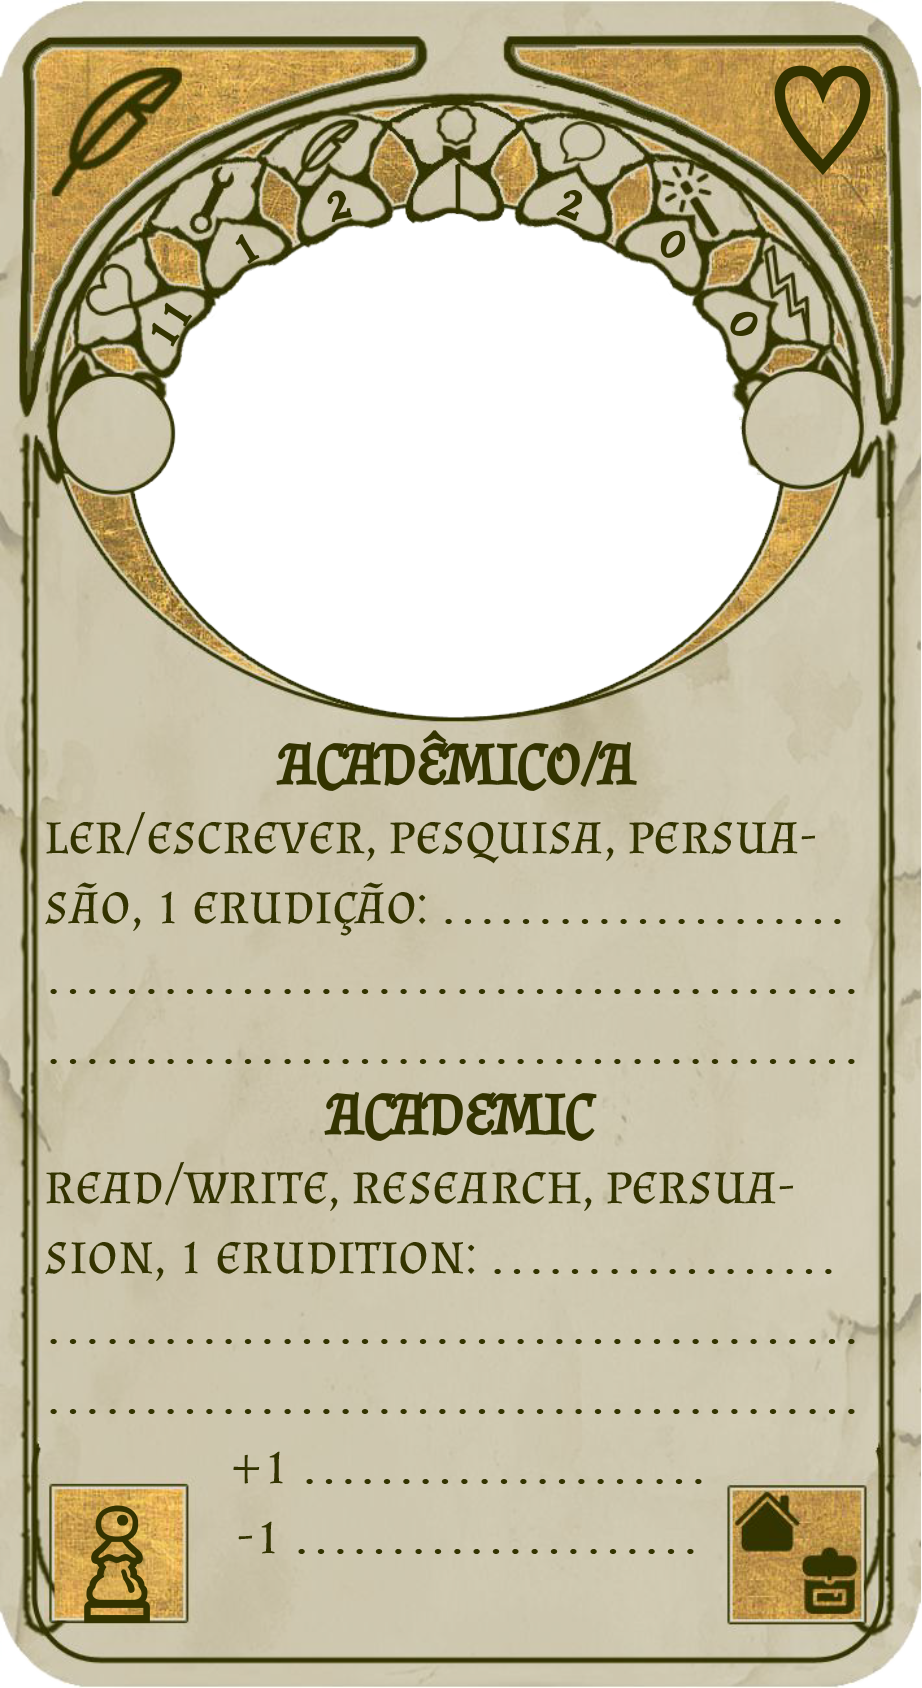 11 1 2 2 0 0
ACADÊMICO/A
LER/ESCREVER, PESQUISA, PERSUA-
SÃO, 1 ERUDIÇÃO: .....................
..........................................
..........................................
ACADEMIC
READ/WRITE, RESEARCH, PERSUA-
SION, 1 ERUDITION: ..................
..........................................
..........................................
+1 .....................
-1 .....................